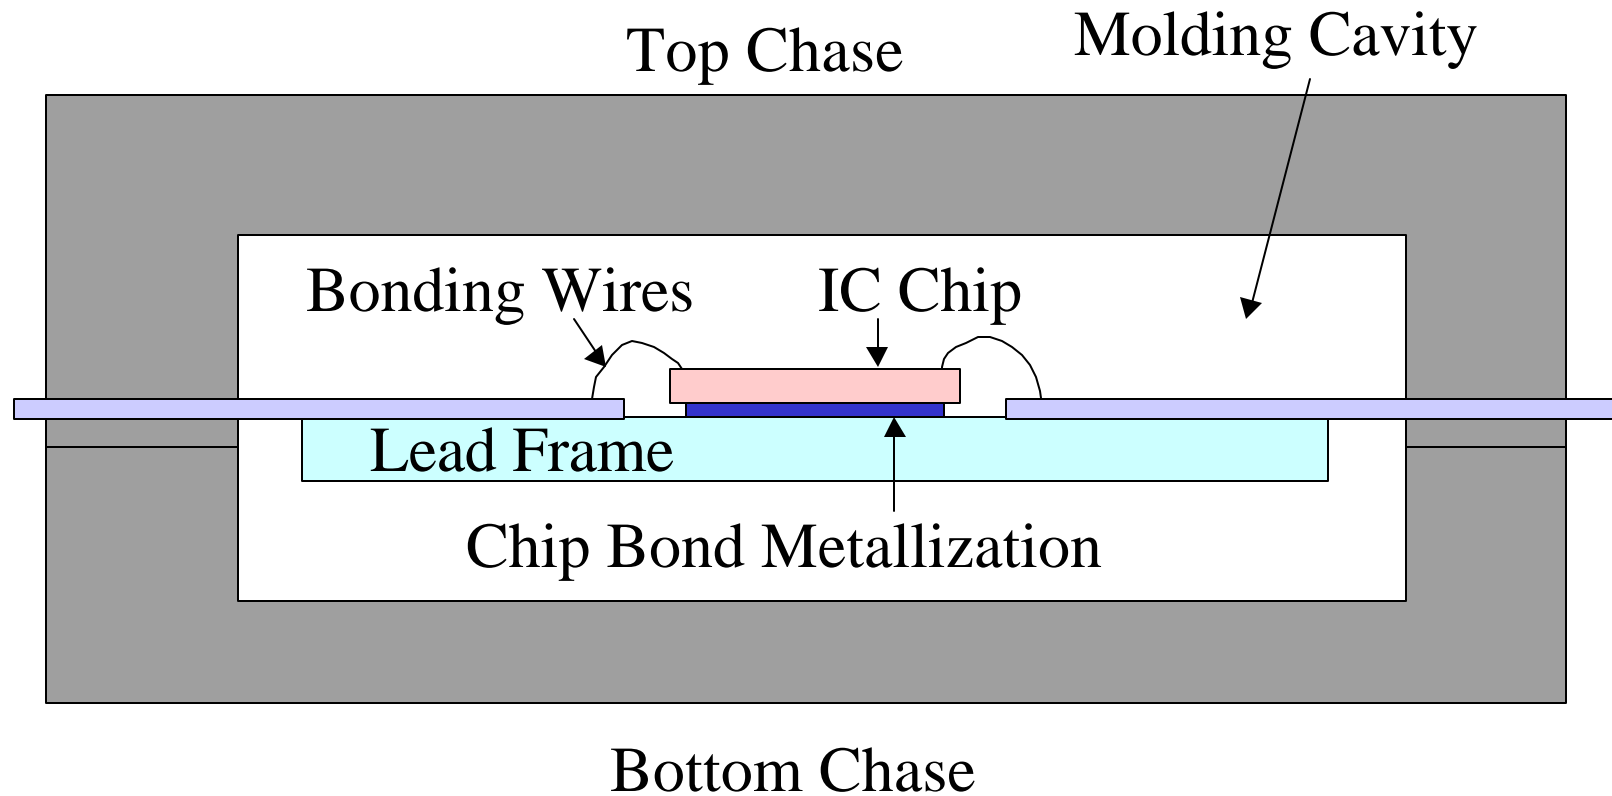 Molding Cavity
Top Chase
Bonding Wires
IC Chip
Lead Frame
Chip Bond Metallization
Bottom Chase